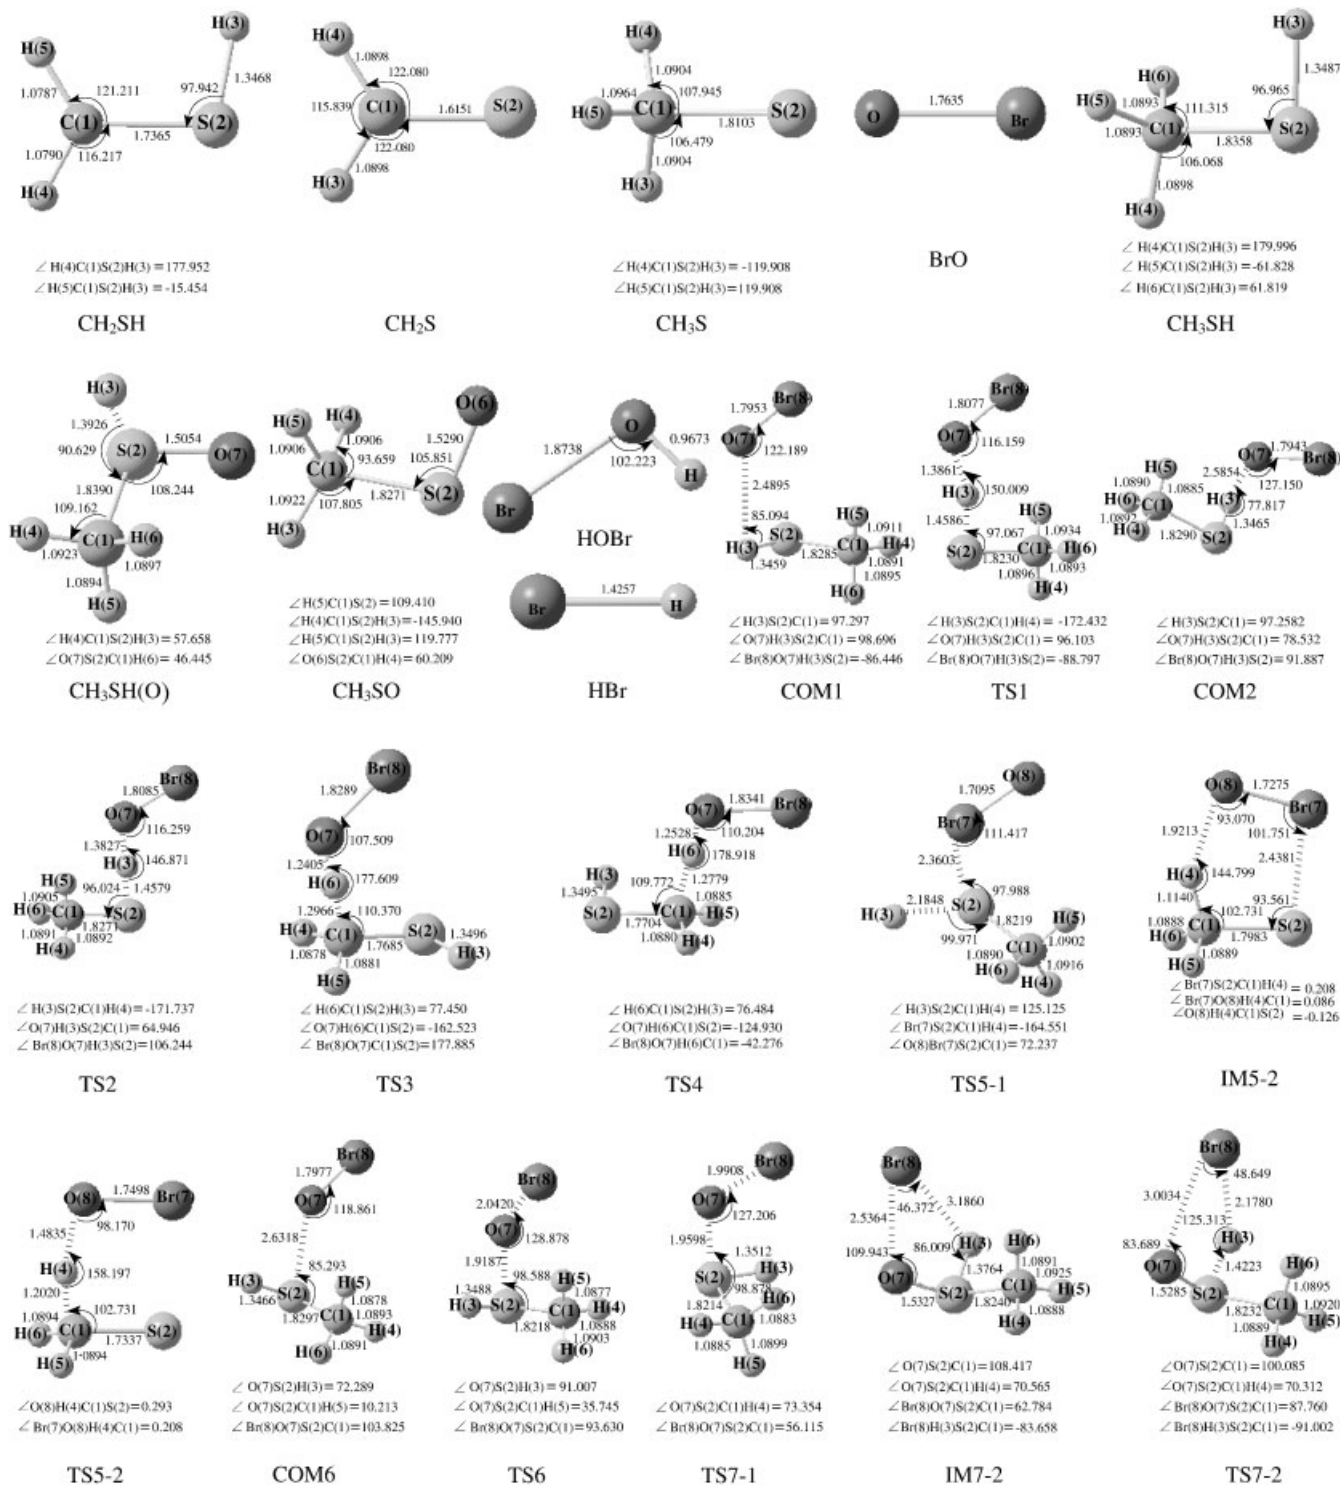 H(3)
H(5)
1.0787
121.211
97.942
1.3468
C(1)
S(2)
1.7365
1.0790
116.217
H(4)
∠H(4)C(1)S(2)H(3)=177.952
∠H(5)C(1)S(2)H(3)=-15.454
CH₂SH
H(4)
1.0898
122.080
115.839
C(1)
1.6151
S(2)
122.080
1.0898
H(3)
CH₂S
H(4)
1.0904
1.0964
107.945
H(5)
C(1)
1.8103
S(2)
106.479
1.0904
H(3)
∠H(4)C(1)S(2)H(3)=-119.908
∠H(5)C(1)S(2)H(3)=119.908
CH₃S
1.7635
O
Br
BrO
H(3)
H(6)
1.3487
H(5)
1.0893
111.315
96.965
1.0893
C(1)
S(2)
1.8358
106.068
1.0898
H(4)
∠H(4)C(1)S(2)H(3)=179.996
∠H(5)C(1)S(2)H(3)=-61.828
∠H(6)C(1)S(2)H(3)=61.819
CH₃SH
H(3)
1.3926
90.629
S(2)
1.5054
O(7)
1.8390
108.244
109.162
H(4)
C(1)
H(6)
1.0923
1.0897
1.0894
H(5)
∠H(4)C(1)S(2)H(3)=57.658
∠O(7)S(2)C(1)H(6)=46.445
CH₃SH(O)
O(6)
H(5)
H(4)
1.0906
1.0906
93.659
1.5290
105.851
C(1)
1.0922
107.805
1.8271
S(2)
H(3)
∠H(5)C(1)S(2)=109.410
∠H(4)C(1)S(2)H(3)=-145.940
∠H(5)C(1)S(2)H(3)=119.777
∠O(6)S(2)C(1)H(4)=60.209
CH₃SO
O
1.8738
0.9673
102.223
H
Br
HOBr
1.4257
Br
H
HBr
1.7953
Br(8)
O(7)
122.189
2.4895
85.094
S(2)
H(5)
1.0911
H(3)
C(1)
H(4)
1.8285
1.0891
1.3459
1.0895
H(6)
∠H(3)S(2)C(1)=97.297
∠O(7)H(3)S(2)C(1)=98.696
∠Br(8)O(7)H(3)S(2)=-86.446
COM1
1.8077
Br(8)
O(7)
116.159
1.3861
H(3)
150.009
1.4586
H(5)
97.067
1.0934
S(2)
C(1)
H(6)
1.8230
1.0893
1.0896
H(4)
∠H(3)S(2)C(1)H(4)=-172.432
∠O(7)H(3)S(2)C(1)=96.103
∠Br(8)O(7)H(3)S(2)=-88.797
TS1
1.7943
O(7)
Br(8)
H(5)
2.5854
127.150
1.0890
1.0885
H(6)
H(3)
77.817
C(1)
1.0892
1.3465
H(4)
1.8290
S(2)
∠H(3)S(2)C(1)=97.2582
∠O(7)H(3)S(2)C(1)=78.532
∠Br(8)O(7)H(3)S(2)=91.887
COM2
Br(8)
1.8085
O(7)
116.259
1.3827
H(3)
146.871
H(5)
96.024
1.4579
1.0905
H(6)
C(1)
S(2)
1.0891
1.8271
1.0892
H(4)
∠H(3)S(2)C(1)H(4)=-171.737
∠O(7)H(3)S(2)C(1)=64.946
∠Br(8)O(7)H(3)S(2)=106.244
TS2
Br(8)
1.8289
O(7)
107.509
1.2405
H(6)
177.609
1.2966
110.370
H(4)
C(1)
S(2)
1.3496
1.0878
1.7685
H(3)
1.0881
H(5)
∠H(6)C(1)S(2)H(3)=77.450
∠O(7)H(6)C(1)S(2)=-162.523
∠Br(8)O(7)C(1)S(2)=177.885
TS3
1.8341
O(7)
Br(8)
110.204
1.2528
H(6)
178.918
H(3)
109.772
1.2779
1.3495
1.0885
S(2)
C(1)
H(5)
1.7704
1.0880
H(4)
∠H(6)C(1)S(2)H(3)=76.484
∠O(7)H(6)C(1)S(2)=-124.930
∠Br(8)O(7)H(6)C(1)=-42.276
TS4
O(8)
1.7095
Br(7)
111.417
2.3603
2.1848
97.988
H(3)
S(2)
1.8219
H(5)
99.971
1.0902
C(1)
1.0890
H(6)
H(4)
1.0916
∠H(3)S(2)C(1)H(4)=125.125
∠Br(7)S(2)C(1)H(4)=-164.551
∠O(8)Br(7)S(2)C(1)=72.237
TS5-1
O(8)
1.7275
93.070
Br(7)
1.9213
101.751
2.4381
H(4)
144.799
1.1140
93.561
1.0888
102.731
H(6)
C(1)
S(2)
1.7983
H(5)
1.0889
∠Br(7)S(2)C(1)H(4)=0.208
∠Br(7)O(8)H(4)C(1)=0.086
∠O(8)H(4)C(1)S(2)=-0.126
IM5-2
1.7498
O(8)
Br(7)
98.170
1.4835
H(4)
158.197
1.2020
1.0894
102.731
H(6)
C(1)
S(2)
1.7337
H(5)
1.0894
∠O(8)H(4)C(1)S(2)=0.293
∠Br(7)O(8)H(4)C(1)=0.208
TS5-2
Br(8)
1.7977
O(7)
118.861
2.6318
85.293
H(3)
H(5)
S(2)
1.0878
1.3466
1.0893
1.8297
C(1)
H(4)
H(6)
1.0891
∠O(7)S(2)H(3)=72.289
∠O(7)S(2)C(1)H(5)=10.213
∠Br(8)O(7)S(2)C(1)=103.825
COM6
Br(8)
2.0420
O(7)
128.878
1.9187
98.588
H(5)
1.3488
1.0877
H(3)
S(2)
C(1)
H(4)
1.8218
1.0888
1.0903
H(6)
∠O(7)S(2)H(3)=91.007
∠O(7)S(2)C(1)H(5)=35.745
∠Br(8)O(7)S(2)C(1)=93.630
TS6
1.9908
Br(8)
O(7)
127.206
1.9598
1.3512
S(2)
H(3)
98.878
1.8214
H(6)
H(4)
C(1)
1.0883
1.0885
1.0899
H(5)
∠O(7)S(2)C(1)H(4)=73.354
∠Br(8)O(7)S(2)C(1)=56.115
TS7-1
Br(8)
46.372
3.1860
2.5364
109.943
86.009
H(3)
H(6)
1.0891
O(7)
1.3764
1.0925
S(2)
C(1)
H(5)
1.5327
1.8240
1.0888
H(4)
∠O(7)S(2)C(1)=108.417
∠O(7)S(2)C(1)H(4)=70.565
∠Br(8)O(7)S(2)C(1)=62.784
∠Br(8)H(3)S(2)C(1)=-83.658
IM7-2
Br(8)
48.649
3.0034
2.1780
125.313
H(3)
83.689
O(7)
1.4223
H(6)
1.0895
1.5285
S(2)
1.0920
1.8232
C(1)
H(5)
1.0889
H(4)
∠O(7)S(2)C(1)=100.085
∠O(7)S(2)C(1)H(4)=70.312
∠Br(8)O(7)S(2)C(1)=87.760
∠Br(8)H(3)S(2)C(1)=-91.002
TS7-2